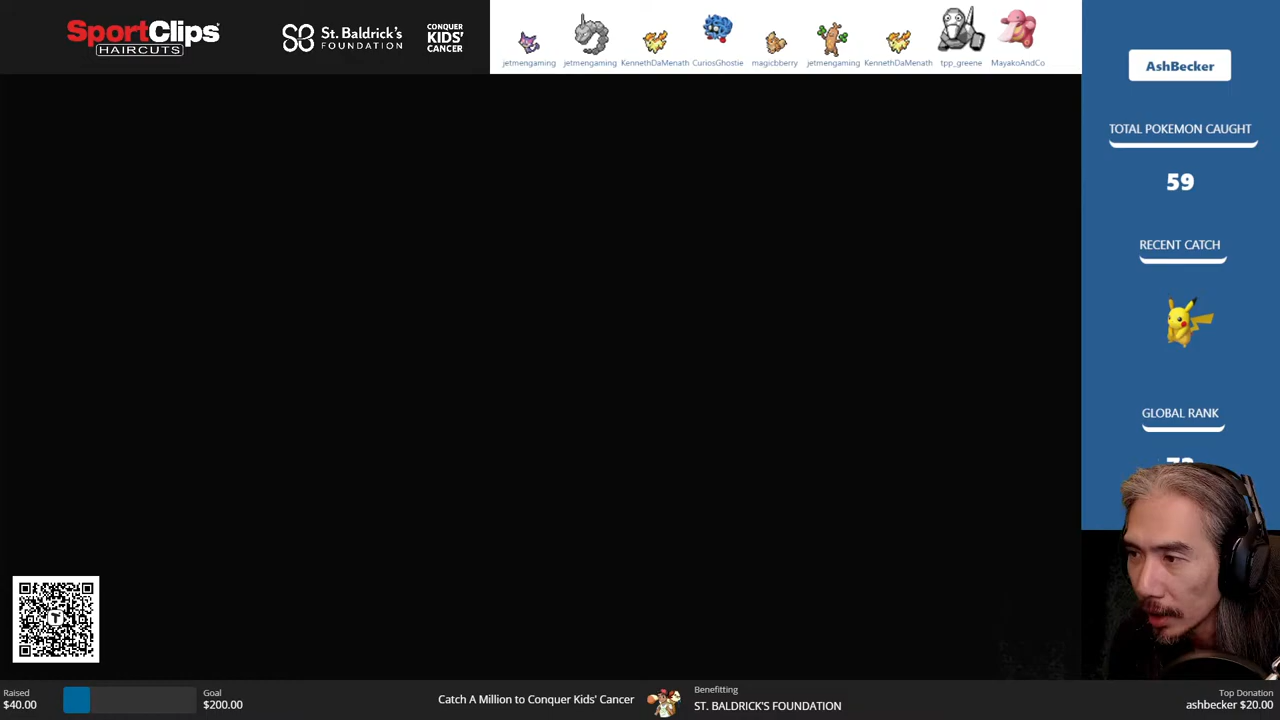 SportClips
HAIRCUTS
St. Baldrick's
FOUNDATION
CONQUER
KIDS'
CANCER
jetmengaming
jetmengaming
KennethDaMenath
CuriosGhostie
magicbberry
jetmengaming
KennethDaMenath
tpp_greene
MayakoAndCo
AshBecker
TOTAL POKEMON CAUGHT
59
RECENT CATCH
GLOBAL RANK
Raised
$40.00
Goal
$200.00
Catch A Million to Conquer Kids' Cancer
Benefitting
ST. BALDRICK'S FOUNDATION
Top Donation
ashbecker $20.00